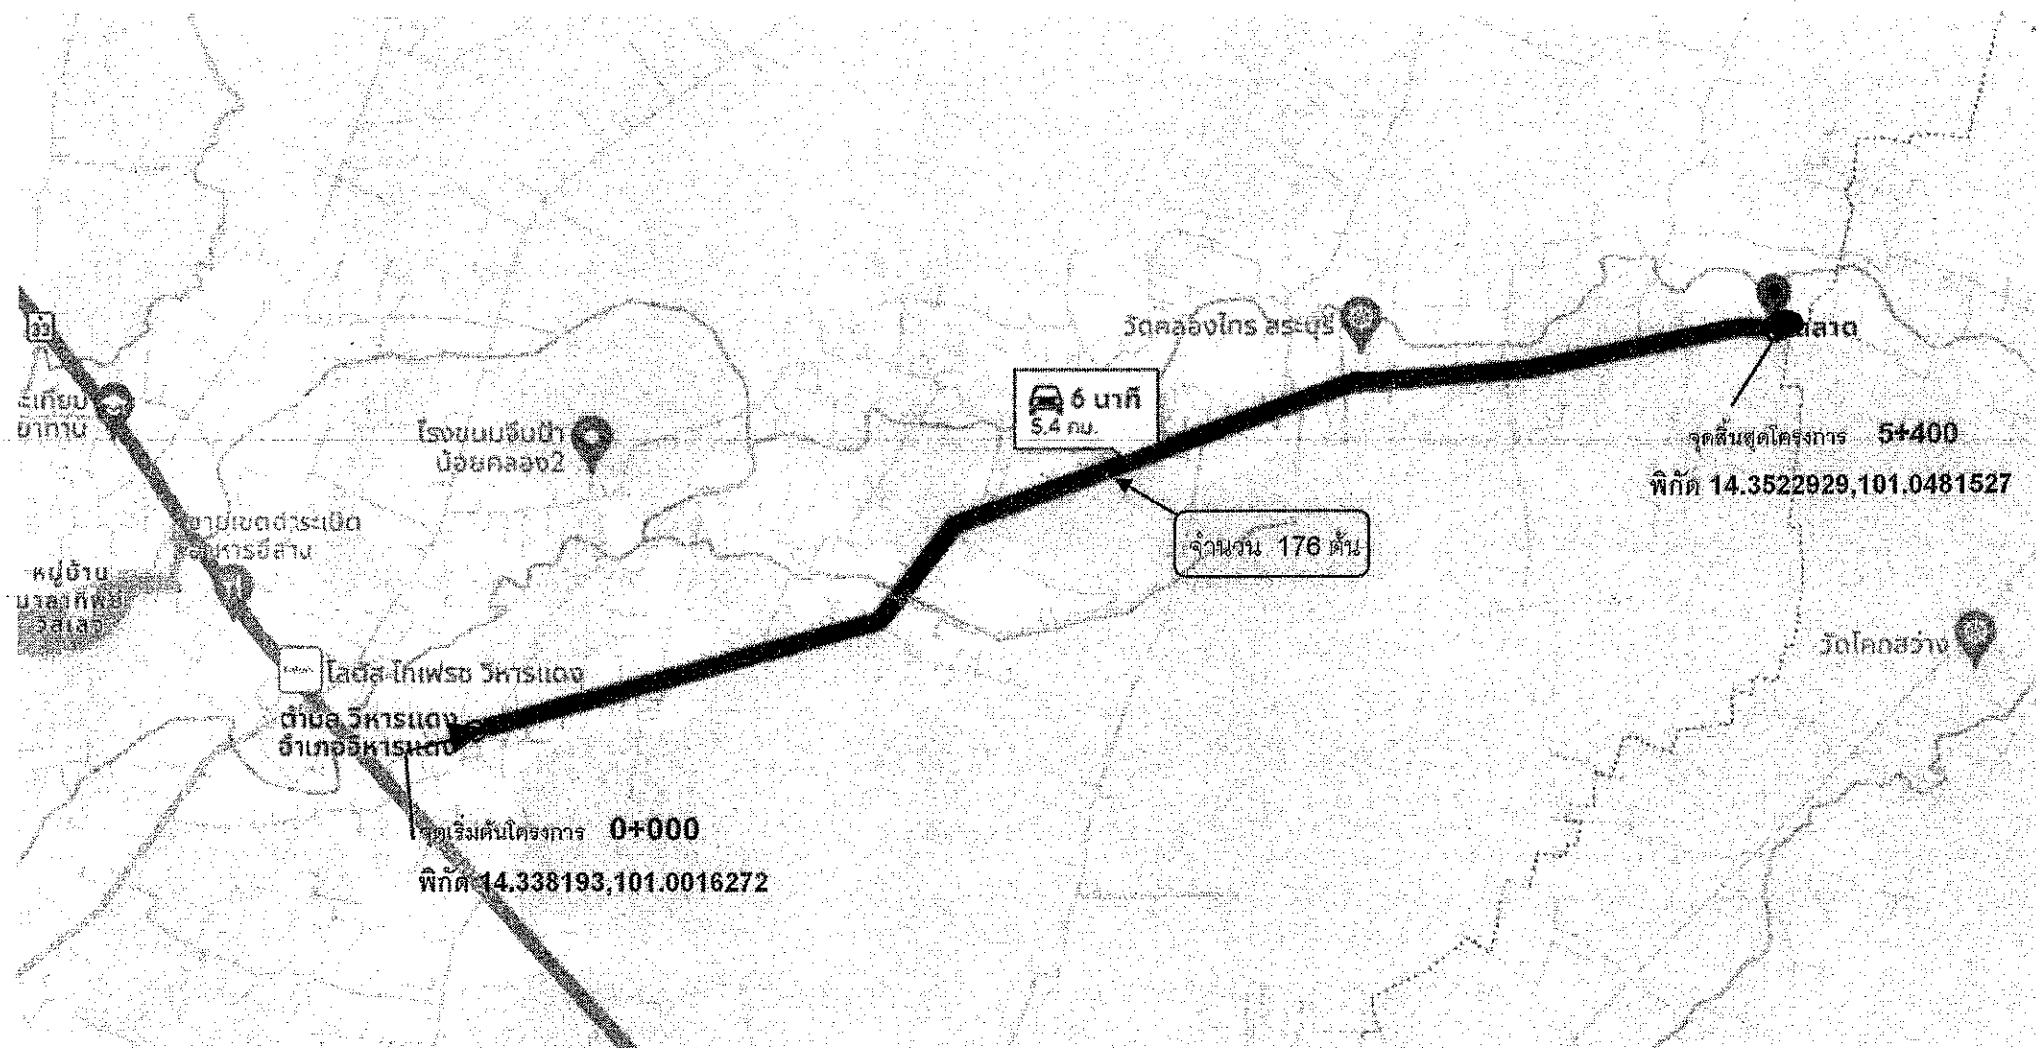 33
วัดคลองไทร สระบุรี
6 นาที
5.4 กม.
โรงขนมจีนป้า
น้อยคลอง2
จุดสิ้นสุดโครงการ 5+400
พิกัด 14.3522929,101.0481527
จำนวน 176 ต้น
หมู่บ้าน
วัดโคกสว่าง
โลตัส โกเฟรช วิหารแดง
ตำบล วิหารแดง
อำเภอวิหารแดง
จุดเริ่มต้นโครงการ 0+000
พิกัด 14.338193,101.0016272